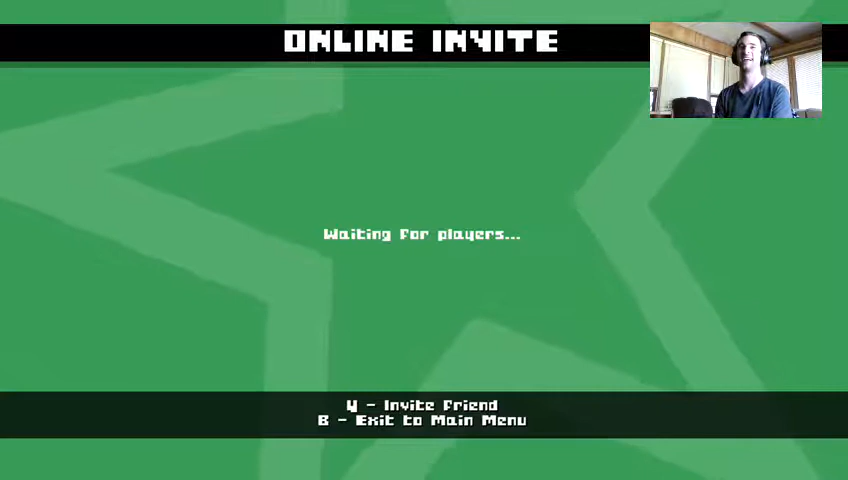 ONLINE INVITE
Waiting for players...
Y - Invite Friend
B - Exit to Main Menu